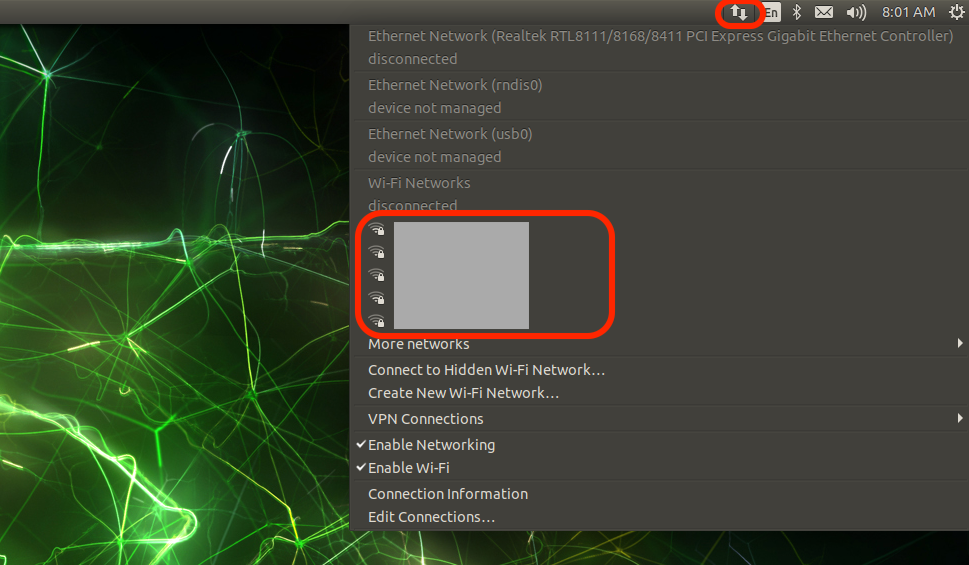 En 8:01 AM
Ethernet Network (Realtek RTL8111/8168/8411 PCI Express Gigabit Ethernet Controller)
disconnected
Ethernet Network (rndis0)
device not managed
Ethernet Network (usb0)
device not managed
Wi-Fi Networks
disconnected
More networks
Connect to Hidden Wi-Fi Network...
Create New Wi-Fi Network...
VPN Connections
Enable Networking
Enable Wi-Fi
Connection Information
Edit Connections...